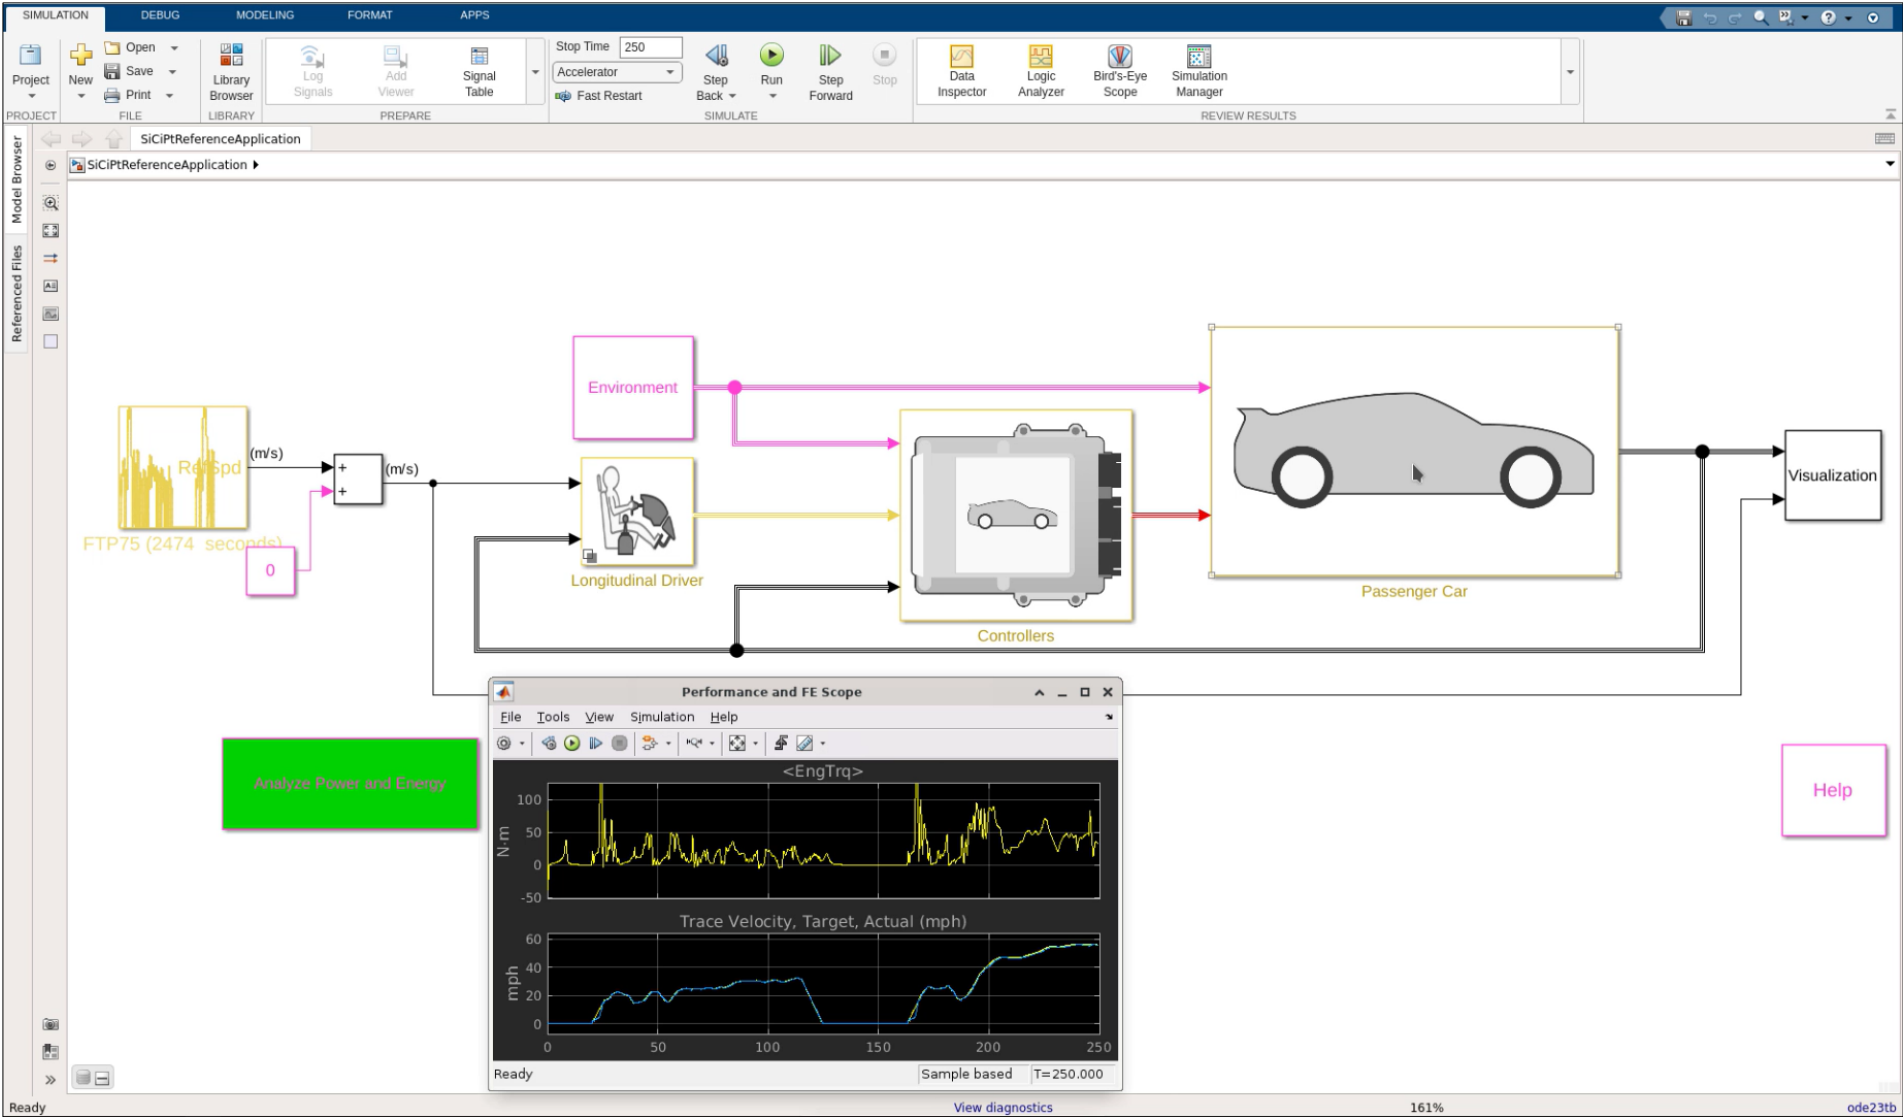 SIMULATION DEBUG MODELING FORMAT APPS
Project
New
Open
Save
Print
Library Browser
Log Signals
Add Viewer
Signal Table
Stop Time 250
Accelerator
Fast Restart
Step Back
Run
Step Forward
Stop
Data Inspector
Logic Analyzer
Bird's-Eye Scope
Simulation Manager
PROJECT FILE LIBRARY PREPARE SIMULATE REVIEW RESULTS
Model Browser
Referenced Files
SiCiPtReferenceApplication
SiCiPtReferenceApplication
Environment
RefSpd
(m/s)
(m/s)
+
+
FTP75 (2474 seconds)
0
Longitudinal Driver
Controllers
Passenger Car
Visualization
Analyze Power and Energy
Help
Performance and FE Scope
File Tools View Simulation Help
<EngTrq>
N-m
100
50
0
-50
Trace Velocity, Target, Actual (mph)
mph
60
40
20
0
0 50 100 150 200 250
Ready Sample based T=250.000
Ready View diagnostics 161% ode23tb